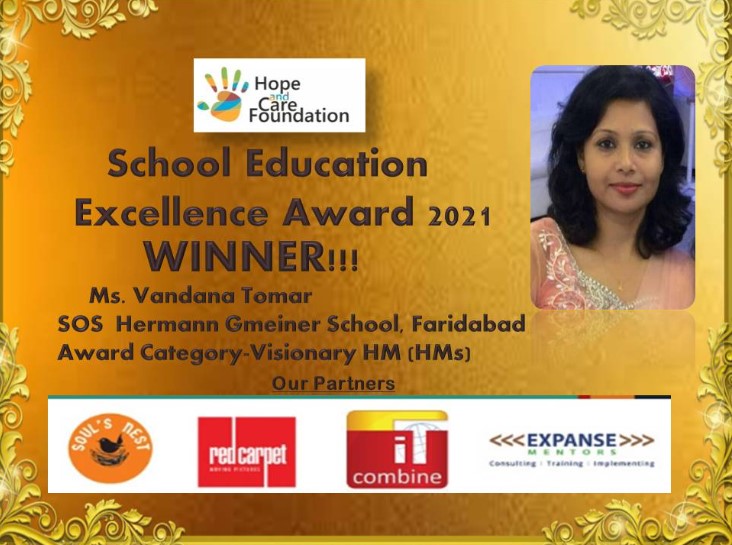 Hope
and
Care
Foundation
School Education
Excellence Award 2021
WINNER!!!
Ms. Vandana Tomar
SOS Hermann Gmeiner School, Faridabad
Award Category-Visionary HM (HMs)
Our Partners
SOUL'S NEST
red carpet
MOVING PICTURES
iT
combine
<<<EXPANSE>>>
MENTORS
Consulting | Training | Implementing